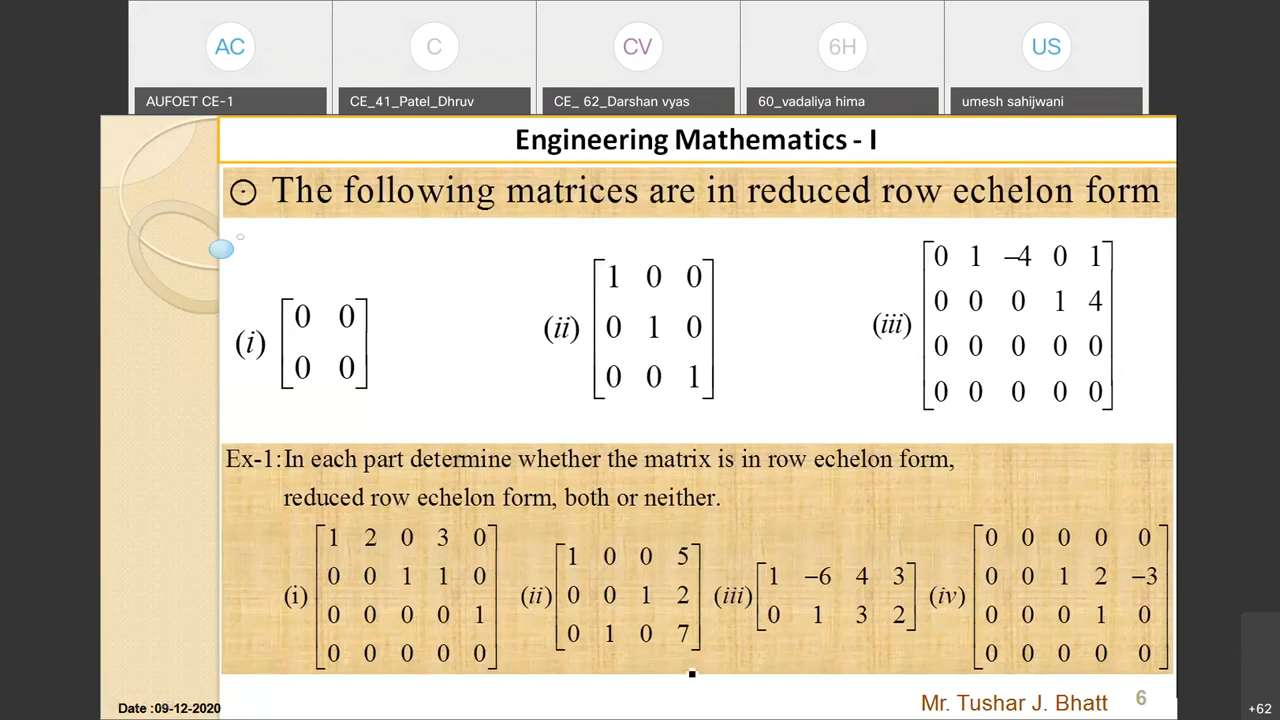 AC C CV 6H US
AUFOET CE-1 CE_41_Patel_Dhruv CE_ 62_Darshan vyas 60_vadaliya hima umesh sahijwani
Engineering Mathematics - I
⊙ The following matrices are in reduced row echelon form
(i)
0 0
0 0
(ii)
1 0 0
0 1 0
0 0 1
(iii)
0 1 −4 0 1
0 0 0 1 4
0 0 0 0 0
0 0 0 0 0
Ex-1:In each part determine whether the matrix is in row echelon form,
reduced row echelon form, both or neither.
(i)
1 2 0 3 0
0 0 1 1 0
0 0 0 0 1
0 0 0 0 0
(ii)
1 0 0 5
0 0 1 2
0 1 0 7
(iii)
1 −6 4 3
0 1 3 2
(iv)
0 0 0 0 0
0 0 1 2 −3
0 0 0 1 0
0 0 0 0 0
Date :09-12-2020 Mr. Tushar J. Bhatt 6
+62